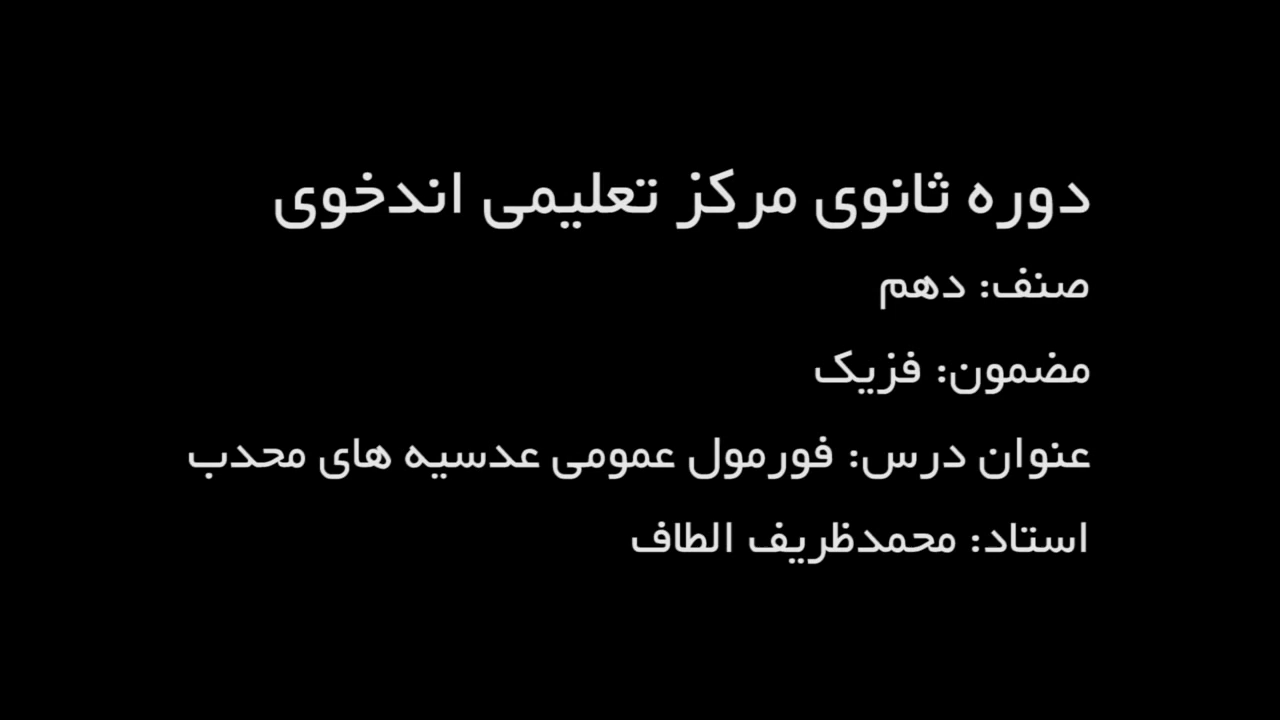 دوره ثانوی مرکز تعلیمی اندخوی
صنف: دهم
مضمون: فزیک
عنوان درس: فورمول عمومی عدسیه های محدب
استاد: محمدظریف الطاف